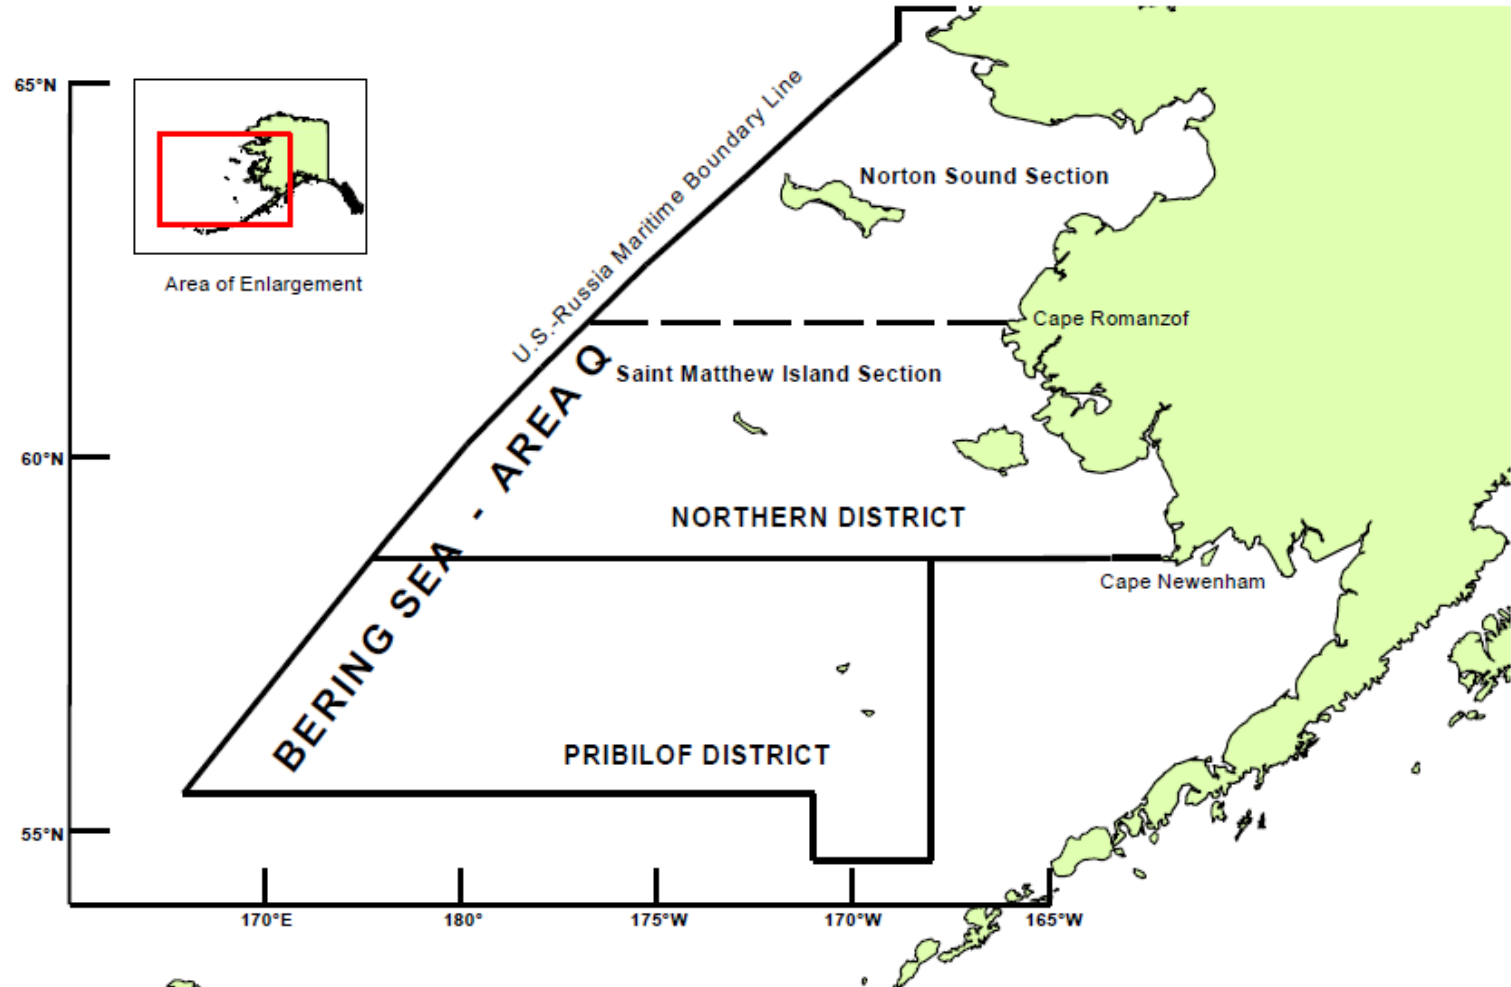 65°N
Area of Enlargement
U.S.-Russia Maritime Boundary Line
Norton Sound Section
Cape Romanzof
Saint Matthew Island Section
BERING SEA - AREA Q
60°N
NORTHERN DISTRICT
Cape Newenham
PRIBILOF DISTRICT
55°N
170°E
180°
175°W
170°W
165°W